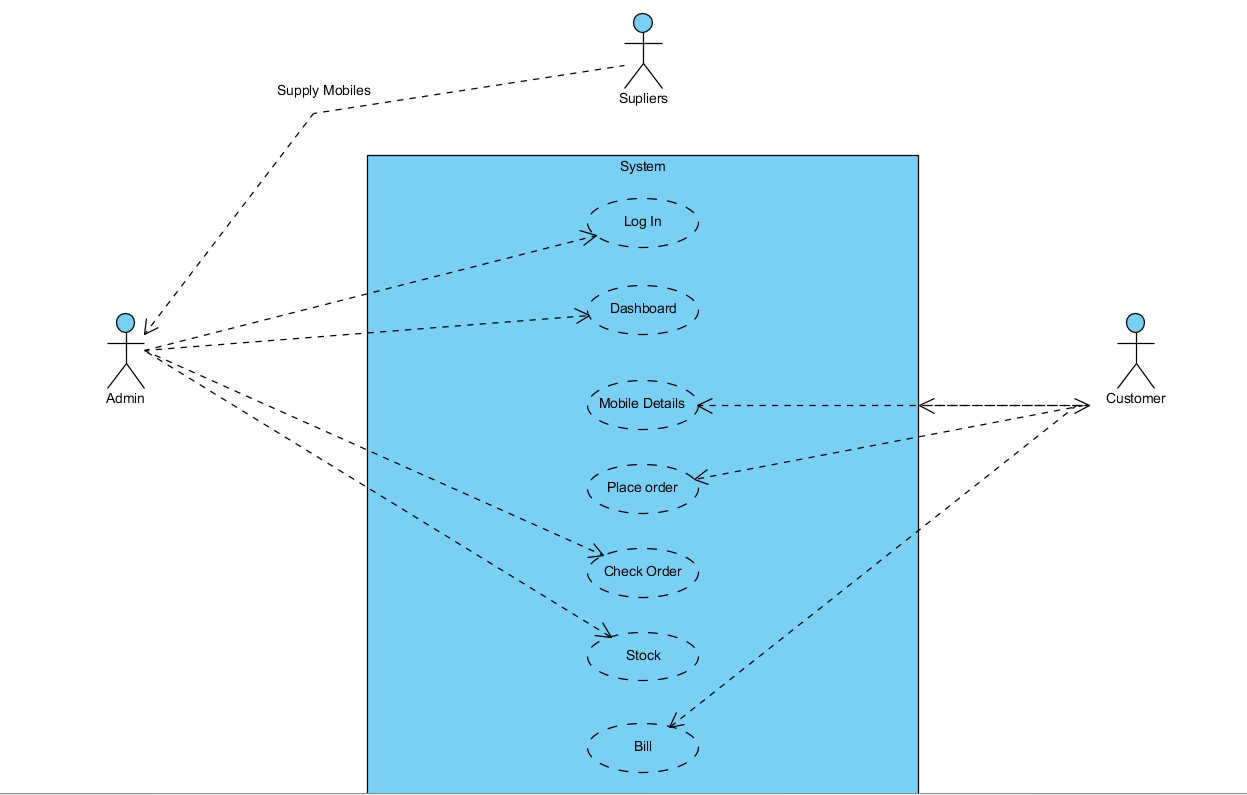 Supply Mobiles
Supliers
System
Log In
Dashboard
Admin
Mobile Details
Customer
Place order
Check Order
Stock
Bill